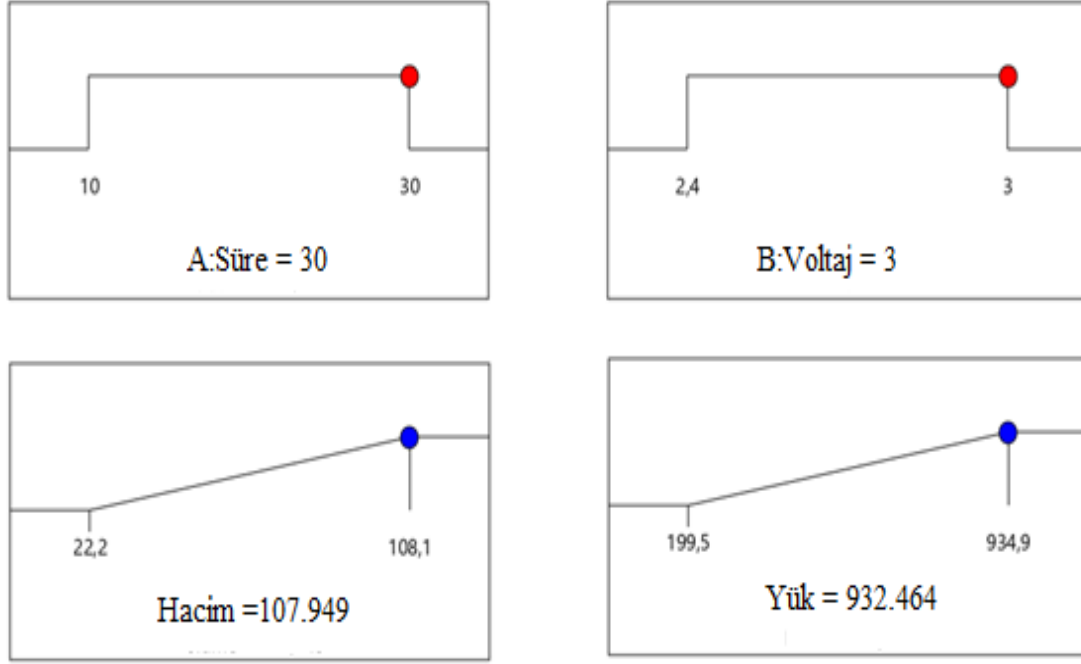 10 30
A:Süre = 30
2,4 3
B:Voltaj = 3
22,2 108,1
Hacim =107.949
199,5 934,9
Yük = 932.464